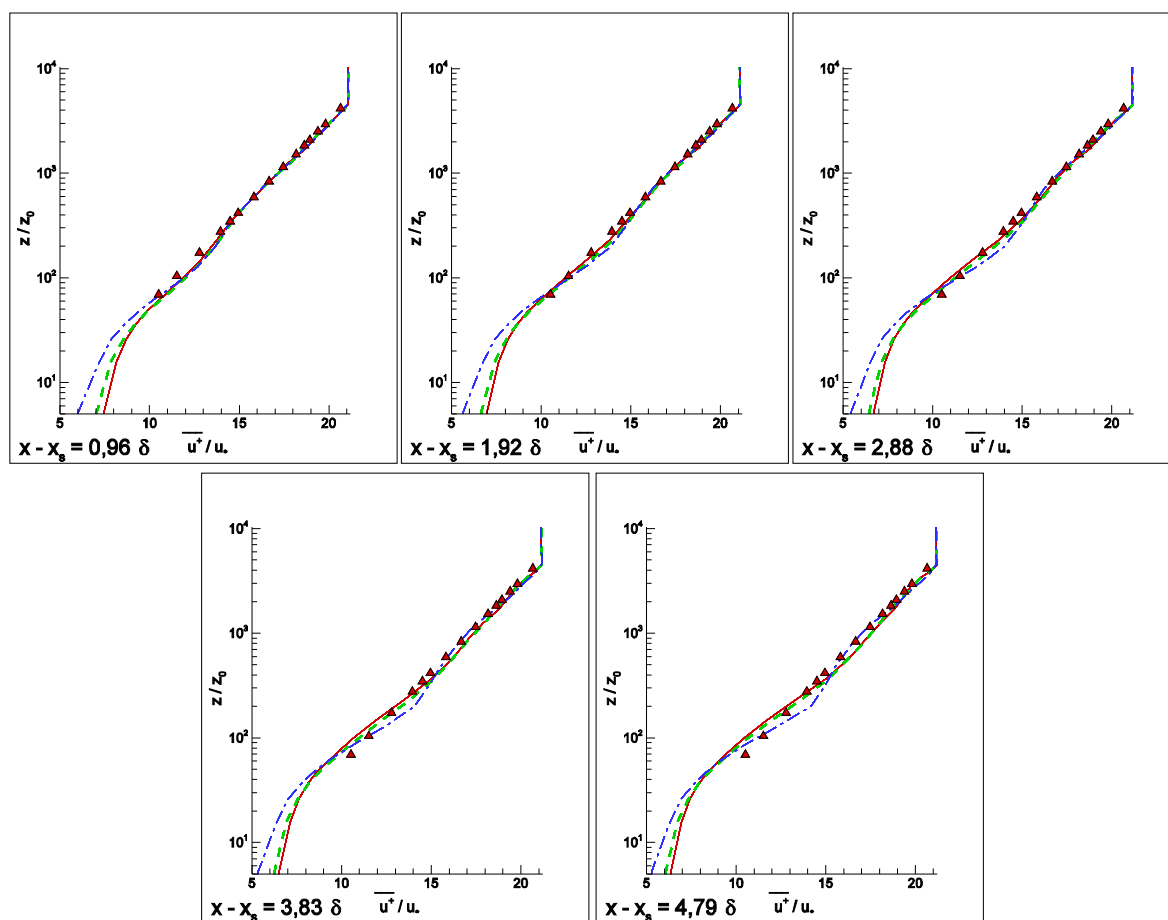 10⁴
10³
10²
10¹
z / z₀
5 10 15 20
x - xₛ = 0,96 δ u⁺ / u*
10⁴
10³
10²
10¹
z / z₀
5 10 15 20
x - xₛ = 1,92 δ u⁺ / u*
10⁴
10³
10²
10¹
z / z₀
5 10 15 20
x - xₛ = 2,88 δ u⁺ / u*
10⁴
10³
10²
10¹
z / z₀
5 10 15 20
x - xₛ = 3,83 δ u⁺ / u*
10⁴
10³
10²
10¹
z / z₀
5 10 15 20
x - xₛ = 4,79 δ u⁺ / u*